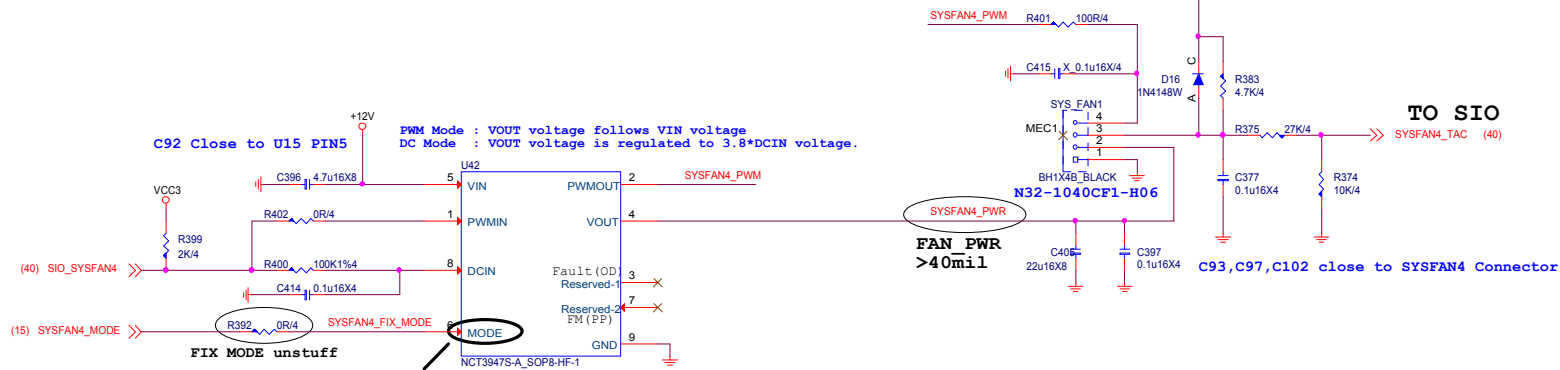 SYSFAN4_PWM
R401
100R/4
C415
X_0.1u16X/4
D16
1N4148W
C
A
R383
4.7K/4
SYS_FAN1
MEC1
4
3
2
1
BH1X4B_BLACK
N32-1040CF1-H06
R375
27K/4
TO SIO
SYSFAN4_TAC (40)
C377
0.1u16X4
R374
10K/4
+12V
C92 Close to U15 PIN5
PWM Mode : VOUT voltage follows VIN voltage
DC Mode : VOUT voltage is regulated to 3.8*DCIN voltage.
U42
C396
4.7u16X8
5
VIN
PWMOUT
2
SYSFAN4_PWM
VCC3
R402
0R/4
1
PWMIN
VOUT
4
SYSFAN4_PWR
FAN_PWR
>40mil
R399
2K/4
(40) SIO_SYSFAN4
R400
100K1%4
8
DCIN
C414
0.1u16X4
Fault(OD)
Reserved-1
3
Reserved-2
FM(PP)
7
C405
22u16X8
C397
0.1u16X4
C93,C97,C102 close to SYSFAN4 Connector
(15) SYSFAN4_MODE
R392
0R/4
SYSFAN4_FIX_MODE
6
MODE
FIX MODE unstuff
GND
9
NCT3947S-A_SOP8-HF-1